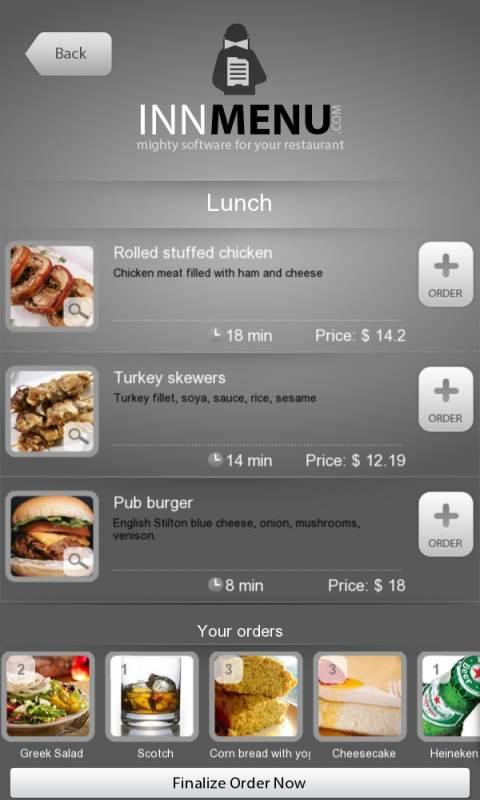 Back
INNMENU.COM
mighty software for your restaurant
Lunch
Rolled stuffed chicken
Chicken meat filled with ham and cheese
18 min Price: $ 14.2
ORDER
Turkey skewers
Turkey fillet, soya, sauce, rice, sesame
14 min Price: $ 12.19
ORDER
Pub burger
English Stilton blue cheese, onion, mushrooms,
venison.
8 min Price: $ 18
ORDER
Your orders
2 1 3 3 1
Beer
Greek Salad Scotch Corn bread with yog Cheesecake Heineken
Finalize Order Now